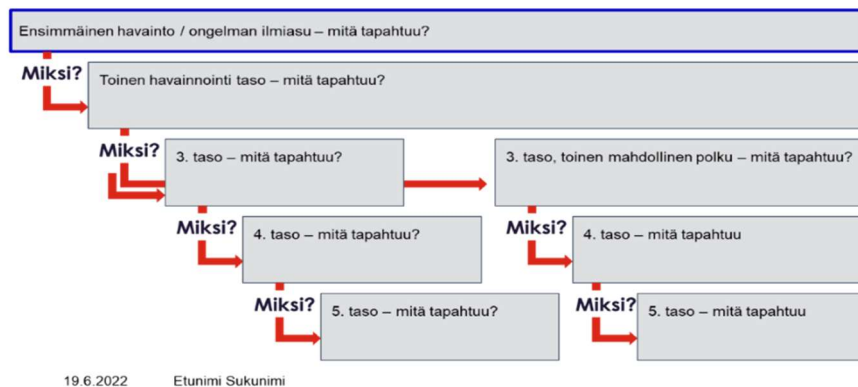 Ensimmäinen havainto / ongelman ilmiasu – mitä tapahtuu?
Miksi?
Toinen havainnointi taso – mitä tapahtuu?
Miksi?
3. taso – mitä tapahtuu?
3. taso, toinen mahdollinen polku – mitä tapahtuu?
Miksi?
4. taso – mitä tapahtuu?
Miksi?
4. taso – mitä tapahtuu
Miksi?
5. taso – mitä tapahtuu?
Miksi?
5. taso – mitä tapahtuu
19.6.2022 Etunimi Sukunimi